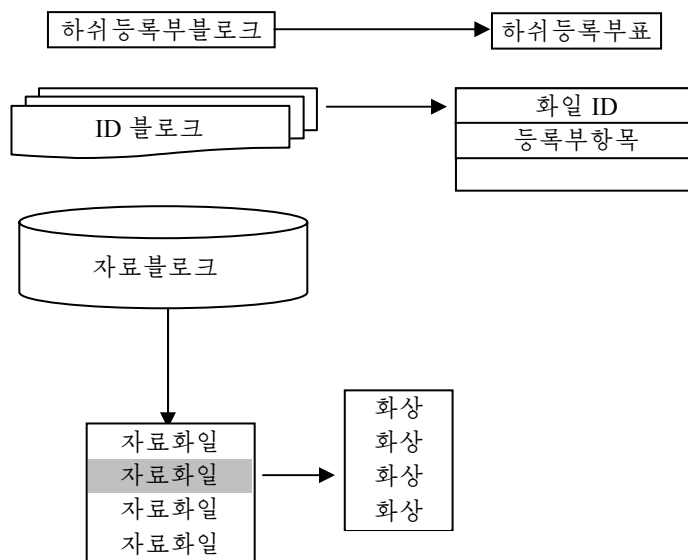 하쉬등록부블로크
하쉬등록부표
ID 블로크
화일 ID
등록부항목
자료블로크
자료화일
자료화일
자료화일
자료화일
화상
화상
화상
화상